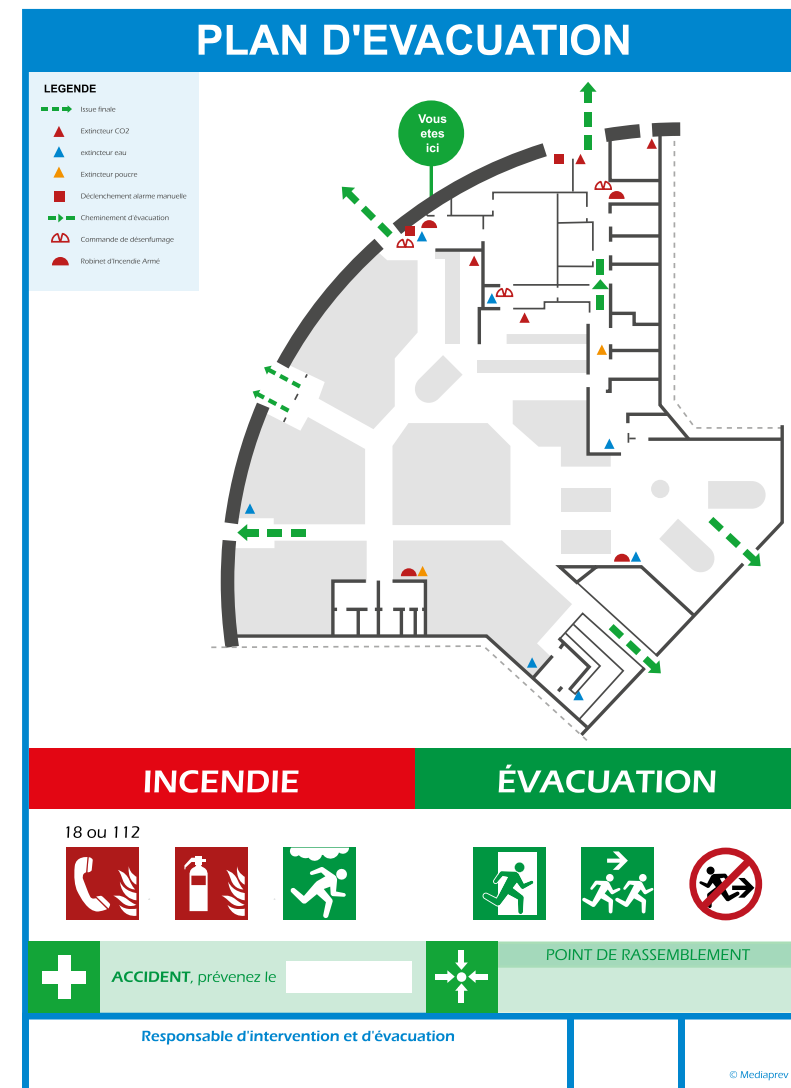 PLAN D'EVACUATION
LEGENDE
Issue finale
Extincteur CO2
extincteur eau
Extincteur poucre
Déclenchement alarme manuelle
Cheminement d'évacuation
Commande de désenfumage
Robinet d'Incendie Armé
Vous
etes
ici
INCENDIE
ÉVACUATION
18 ou 112
ACCIDENT, prévenez le
POINT DE RASSEMBLEMENT
Responsable d'intervention et d'évacuation
© Mediaprev